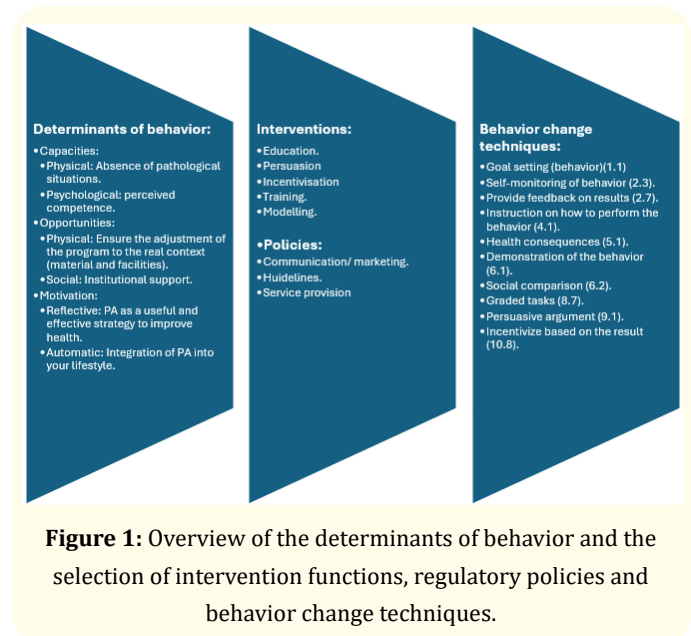 Determinants of behavior:
•Capacities:
•Physical: Absence of pathological
situations.
•Psychological: perceived
competence.
•Opportunities:
•Physical: Ensure the adjustment of
the program to the real context
(material and facilities).
•Social: Institutional support.
•Motivation:
•Reflective: PA as a useful and
effective strategy to improve
health.
•Automatic: Integration of PA into
your lifestyle.
Interventions:
•Education.
•Persuasion
•Incentivisation
•Training.
•Modelling.
•Policies:
•Communication/ marketing.
•Huidelines.
•Service provision
Behavior change
techniques:
•Goal setting (behavior)(1.1)
•Self-monitoring of behavior (2.3).
•Provide feedback on results (2.7).
•Instruction on how to perform the
behavior (4.1).
•Health consequences (5.1).
•Demonstration of the behavior
(6.1).
•Social comparison (6.2).
•Graded tasks (8.7).
•Persuasive argument (9.1).
•Incentivize based on the result
(10.8).
Figure 1: Overview of the determinants of behavior and the
selection of intervention functions, regulatory policies and
behavior change techniques.